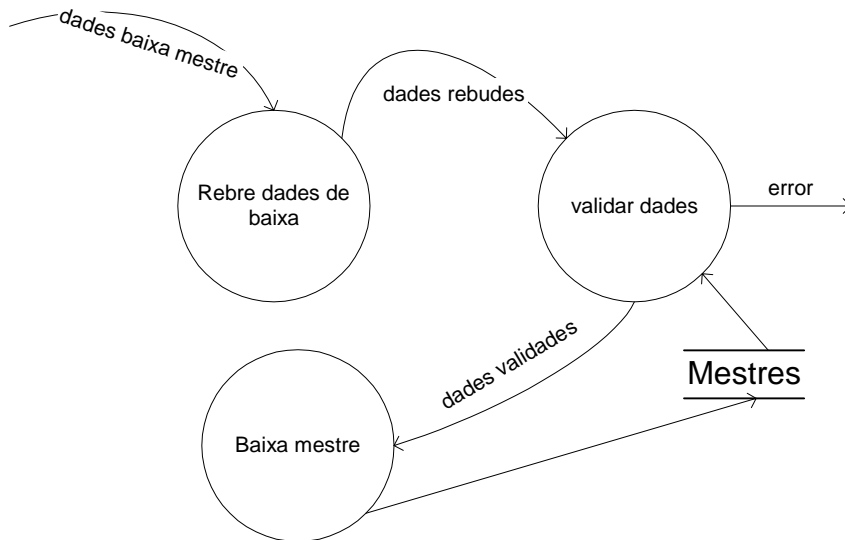 dades baixa mestre
dades rebudes
Rebre dades de
baixa
validar dades
error
dades validades
Mestres
Baixa mestre